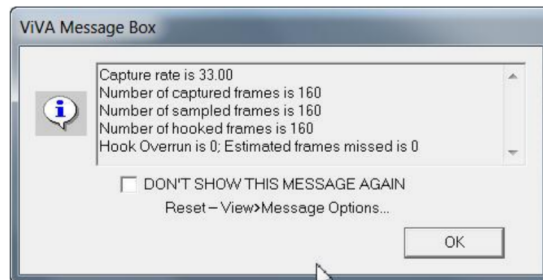 ViVA Message Box
Capture rate is 33.00
Number of captured frames is 160
Number of sampled frames is 160
Number of hooked frames is 160
Hook Overrun is 0; Estimated frames missed is 0
DON'T SHOW THIS MESSAGE AGAIN
Reset – View>Message Options...
OK